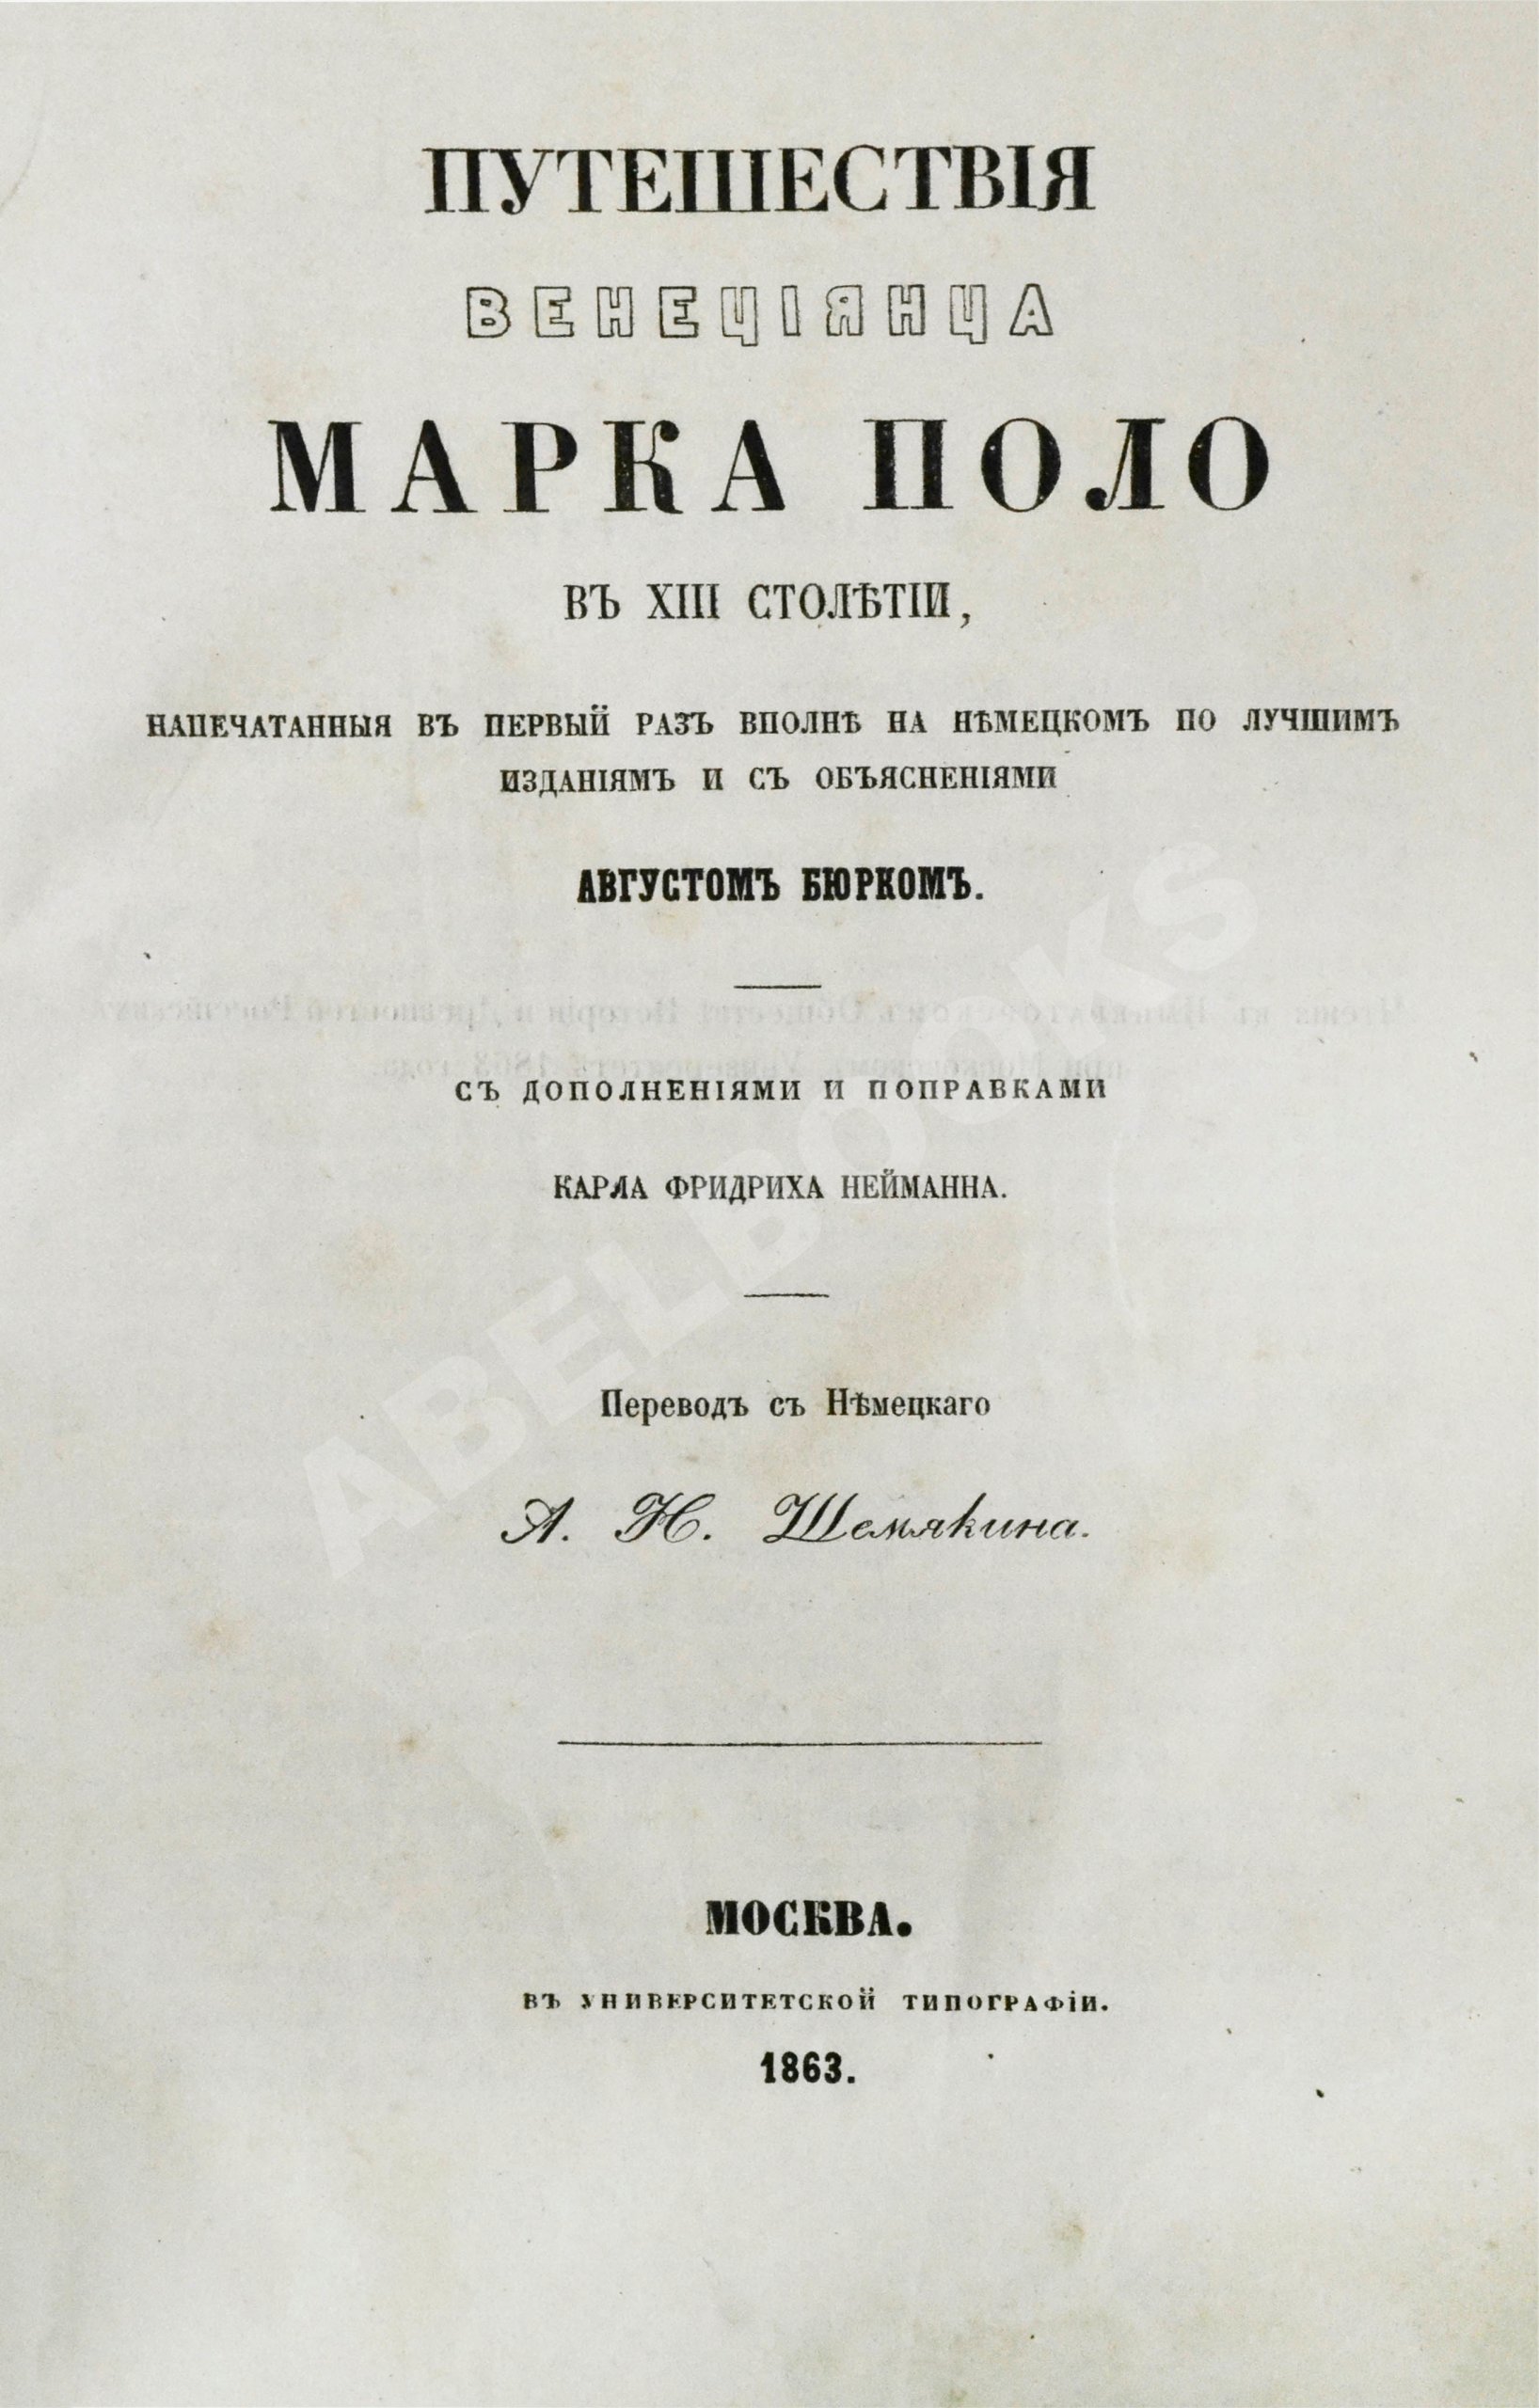 ПУТЕШЕСТВІЯ
ВЕНЕЦІЯНЦА
МАРКА ПОЛО
ВЪ XIII СТОЛѢТІИ,
НАПЕЧАТАННЫЯ ВЪ ПЕРВЫЙ РАЗЪ ВПОЛНѢ НА НѢМЕЦКОМЪ ПО ЛУЧШИМЪ
ИЗДАНІЯМЪ И СЪ ОБЪЯСНЕНІЯМИ
АВГУСТОМЪ БЮРКОМЪ.
СЪ ДОПОЛНЕНІЯМИ И ПОПРАВКАМИ
КАРЛА ФРИДРИХА НЕЙМАННА.
Переводъ съ Нѣмецкаго
А. Н. Шемякина.
МОСКВА.
ВЪ УНИВЕРСИТЕТСКОЙ ТИПОГРАФІИ.
1863.
ABELBOOKS